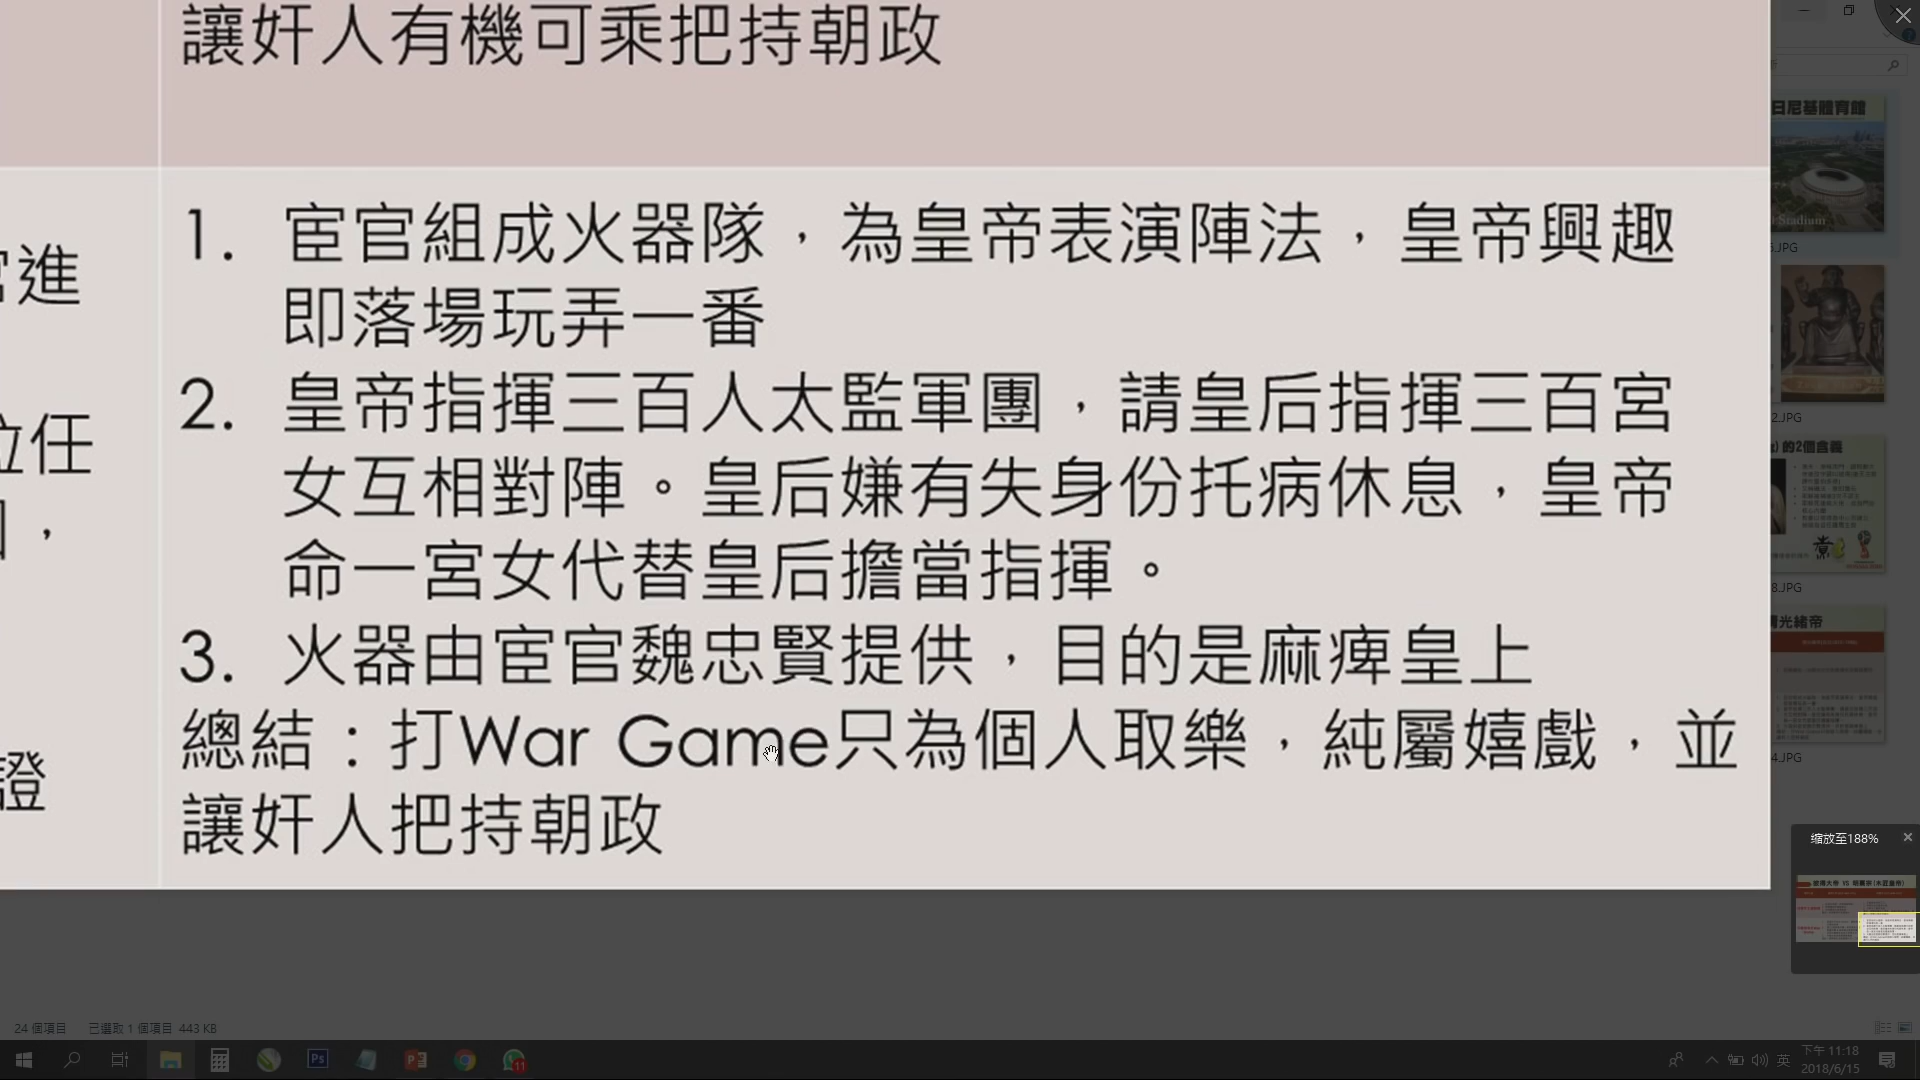 讓奸人有機可乘把持朝政
1. 宦官組成火器隊，為皇帝表演陣法，皇帝興趣
即落場玩弄一番
2. 皇帝指揮三百人太監軍團，請皇后指揮三百宮
女互相對陣。皇后嫌有失身份托病休息，皇帝
命一宮女代替皇后擔當指揮。
3. 火器由宦官魏忠賢提供，目的是麻痺皇上
總結：打War Game只為個人取樂，純屬嬉戲，並
讓奸人把持朝政
進
位任
，
證
日尼基體育館
Stadium
.JPG
2.JPG
的2個含義
8.JPG
光緒帝
4.JPG
缩放至188%
24 個項目 已選取 1 個項目 443 KB
Ps
11
英
下午 11:18
2018/6/15